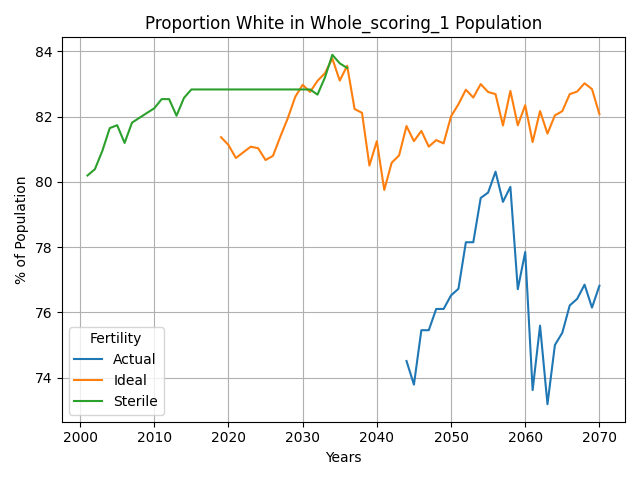 Proportion White in Whole_scoring_1 Population
84
82
80
78
76
74
% of Population
Fertility
Actual
Ideal
Sterile
2000 2010 2020 2030 2040 2050 2060 2070
Years